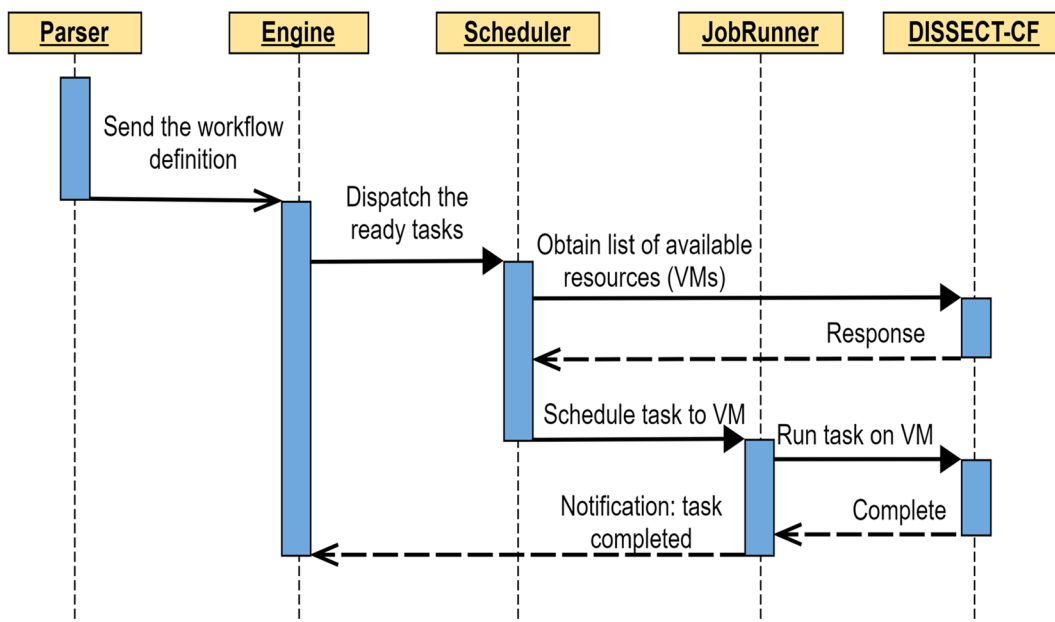 Parser
Engine
Scheduler
JobRunner
DISSECT-CF
Send the workflow
definition
Dispatch the
ready tasks
Obtain list of available
resources (VMs)
Response
Schedule task to VM
Run task on VM
Notification: task
completed
Complete